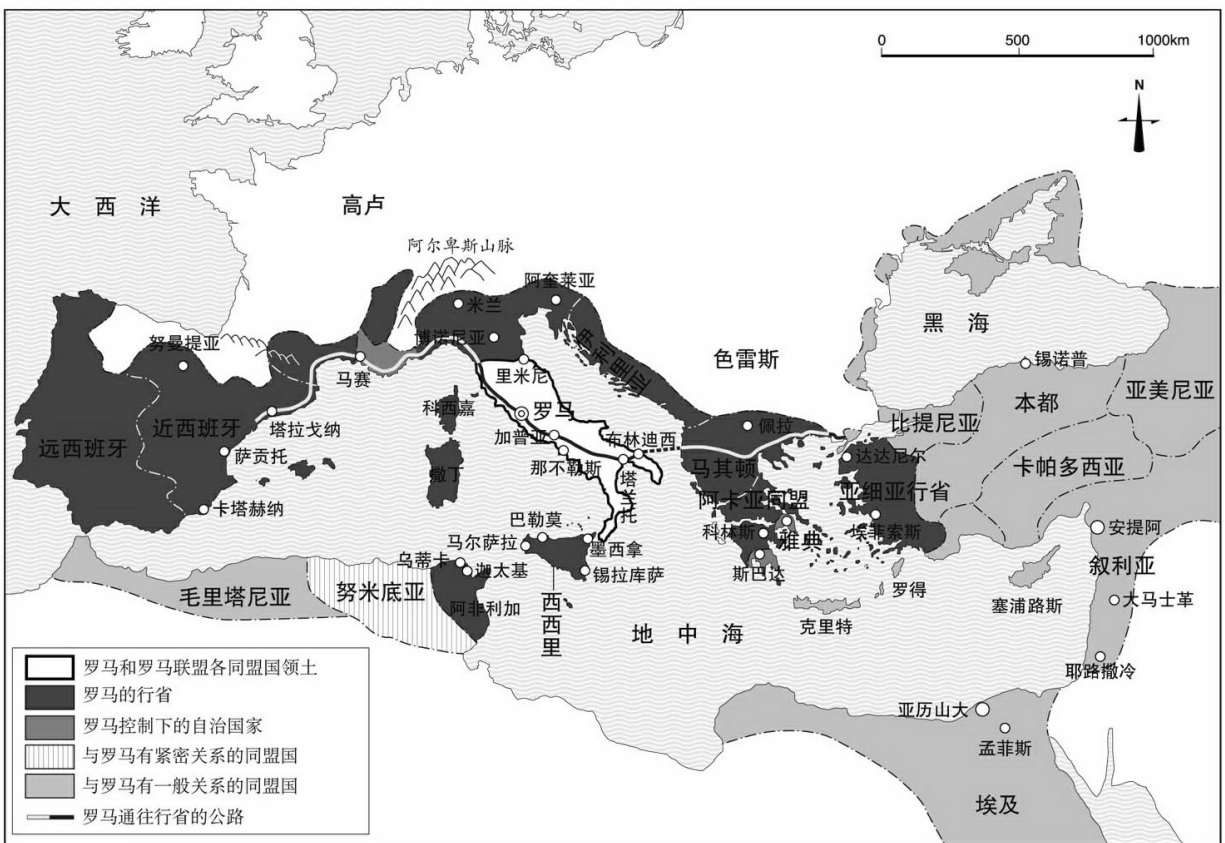 0 500 1000km
N
大西洋
高卢
阿尔卑斯山脉
阿奎莱亚
米兰
博诺尼亚
努曼提亚
马赛
里米尼
伊利里亚
色雷斯
黑海
锡诺普
本都
亚美尼亚
比提尼亚
科西嘉
罗马
远西班牙
近西班牙
塔拉戈纳
加普亚
布林迪西
佩拉
萨贡托
撒丁
那不勒斯
塔兰托
马其顿
达达尼尔
卡帕多西亚
阿卡亚同盟
亚细亚行省
卡塔赫纳
巴勒莫
马尔萨拉
墨西拿
科林斯
雅典
埃菲索斯
安提阿
乌蒂卡
迦太基
锡拉库萨
斯巴达
叙利亚
毛里塔尼亚
努米底亚
阿非利加
西西里
罗得
塞浦路斯
大马士革
地中海
克里特
耶路撒冷
亚历山大
孟菲斯
埃及
罗马和罗马联盟各同盟国领土
罗马的行省
罗马控制下的自治国家
与罗马有紧密关系的同盟国
与罗马有一般关系的同盟国
罗马通往行省的公路